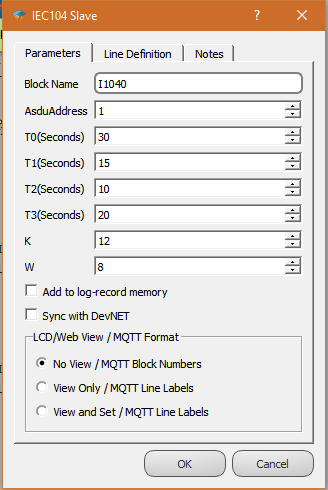 IEC104 Slave ? ×
Parameters Line Definition Notes
Block Name I1040
AsduAddress 1
T0(Seconds) 30
T1(Seconds) 15
T2(Seconds) 10
T3(Seconds) 20
K 12
W 8
Add to log-record memory
Sync with DevNET
LCD/Web View / MQTT Format
No View / MQTT Block Numbers
View Only / MQTT Line Labels
View and Set / MQTT Line Labels
OK Cancel